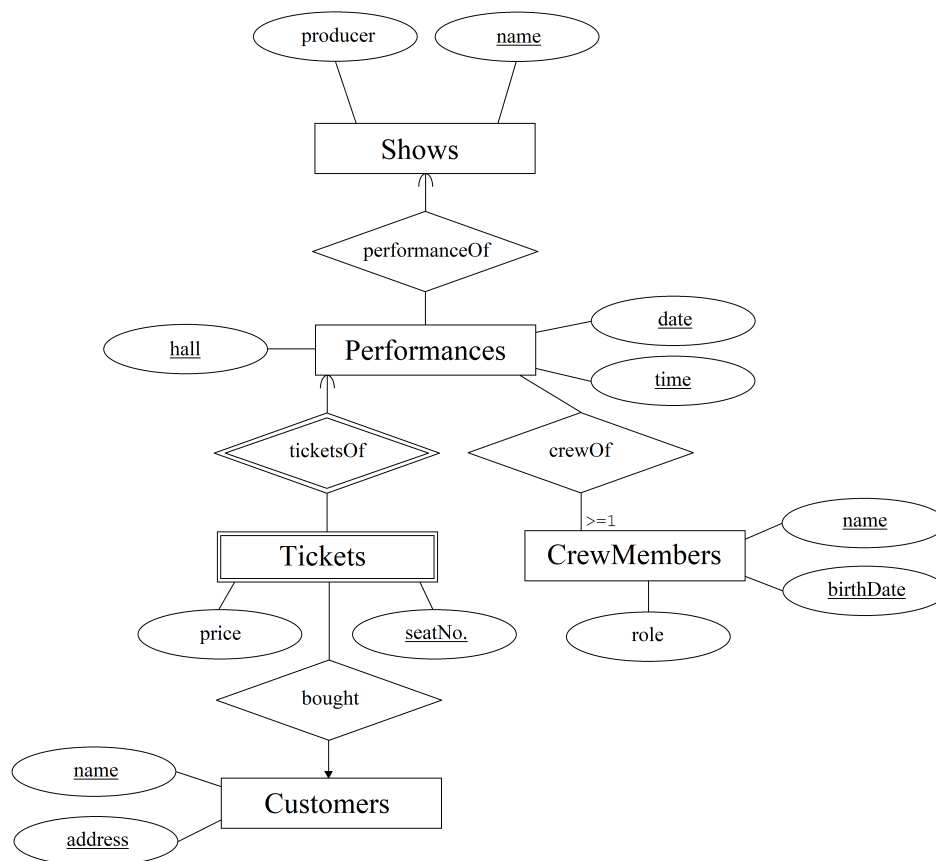 producer
name
Shows
performanceOf
date
hall
Performances
time
ticketsOf
crewOf
>=1
name
Tickets
CrewMembers
birthDate
price
seatNo.
role
bought
name
Customers
address